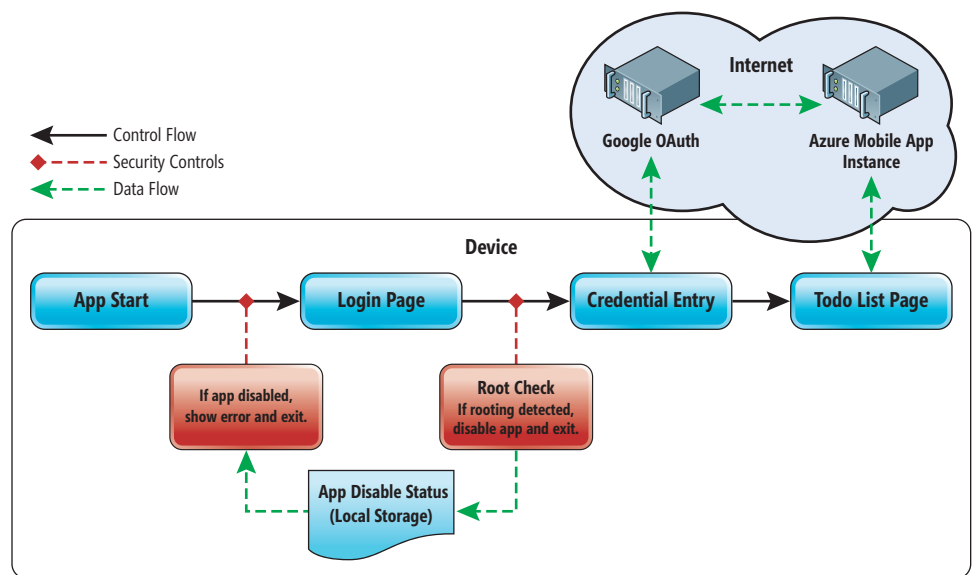 Internet
Google OAuth
Azure Mobile App
Instance
Control Flow
Security Controls
Data Flow
Device
App Start
Login Page
Credential Entry
Todo List Page
If app disabled,
show error and exit.
Root Check
If rooting detected,
disable app and exit.
App Disable Status
(Local Storage)